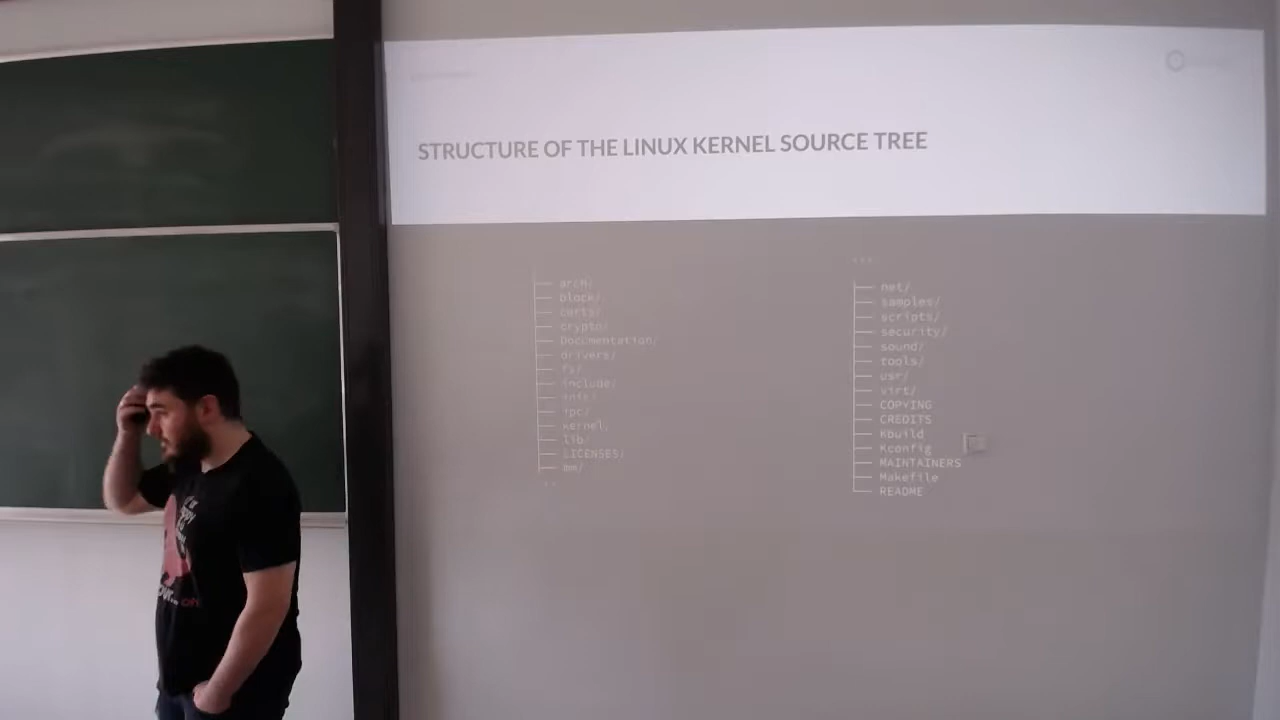 STRUCTURE OF THE LINUX KERNEL SOURCE TREE
arch/
block/
certs/
crypto/
Documentation/
drivers/
fs/
include/
init/
ipc/
kernel/
lib/
LICENSES/
mm/
...
...
net/
samples/
scripts/
security/
sound/
tools/
usr/
virt/
COPYING
CREDITS
Kbuild
Kconfig
MAINTAINERS
Makefile
README